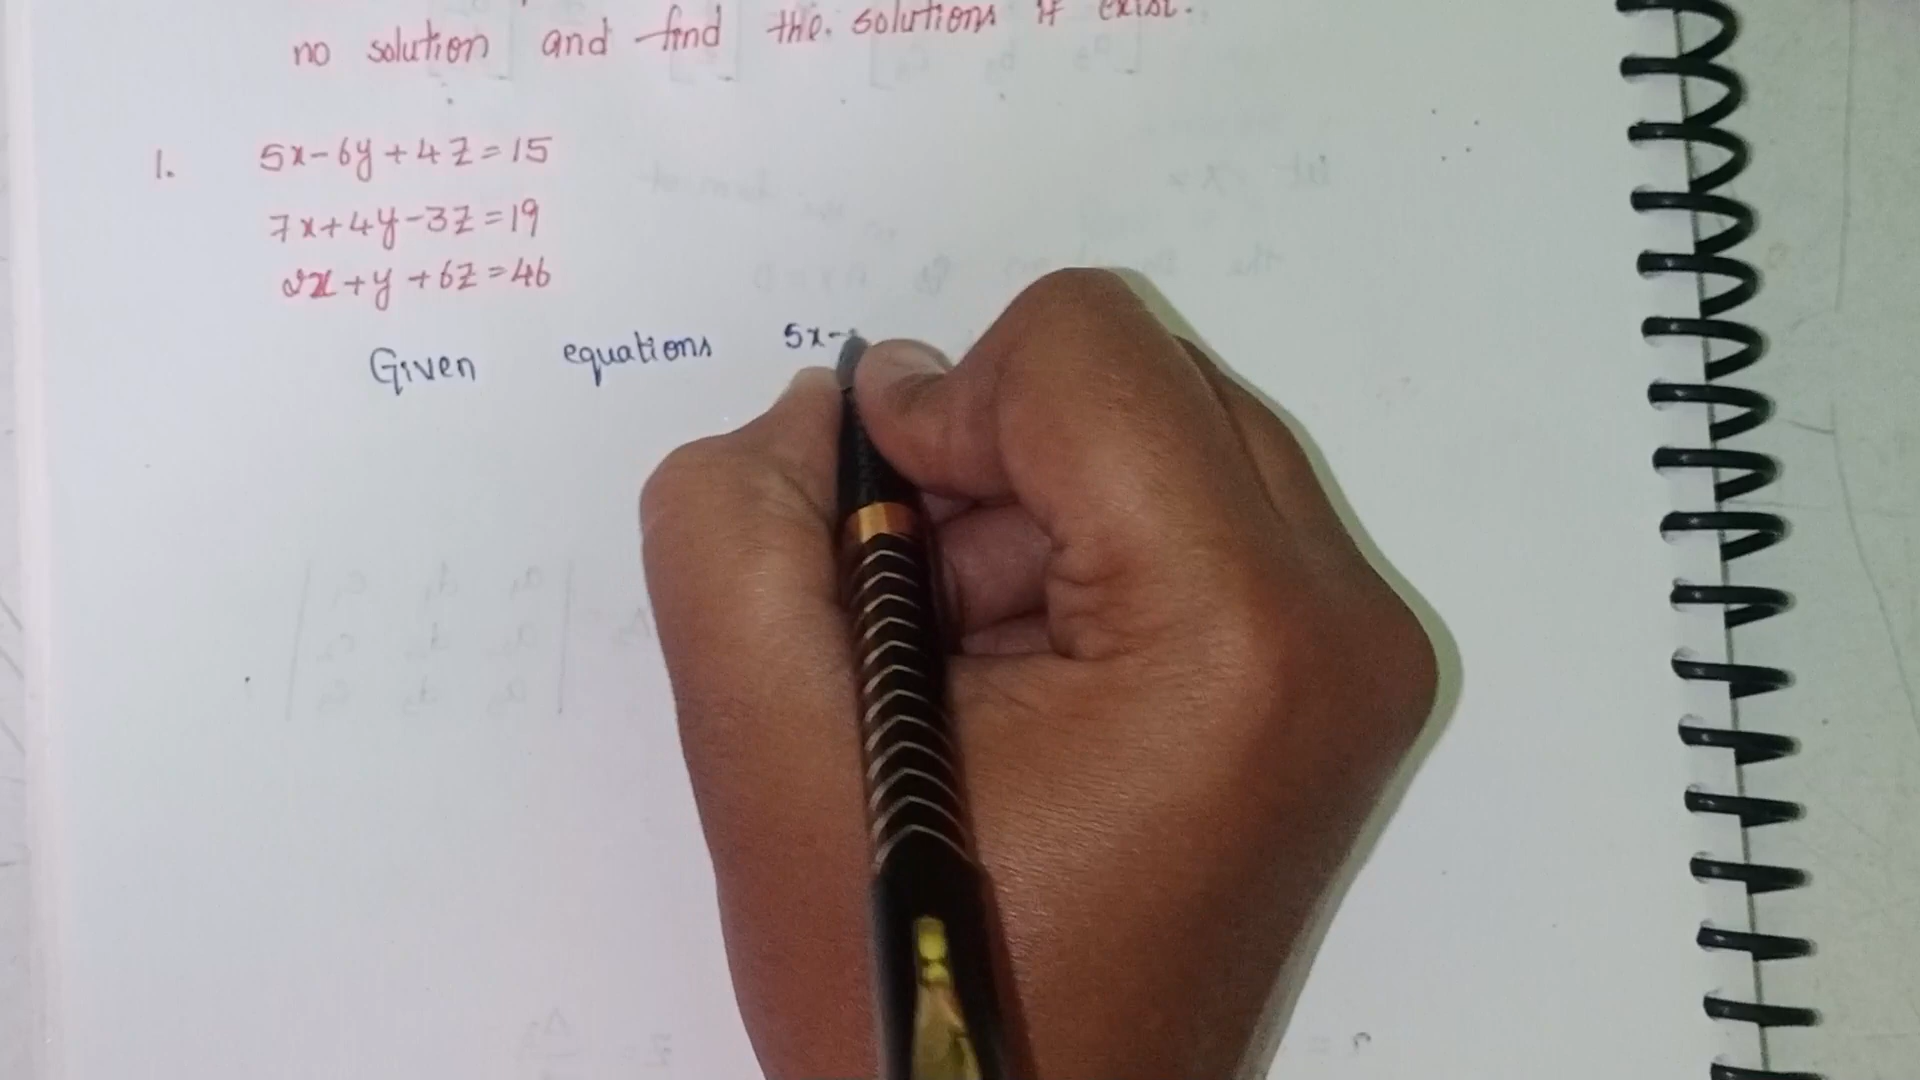 no solution and find the. solutions if exist.
1. 5x-6y+4z=15
7x+4y-3z=19
2x+y+6z=46
Given equations 5x-